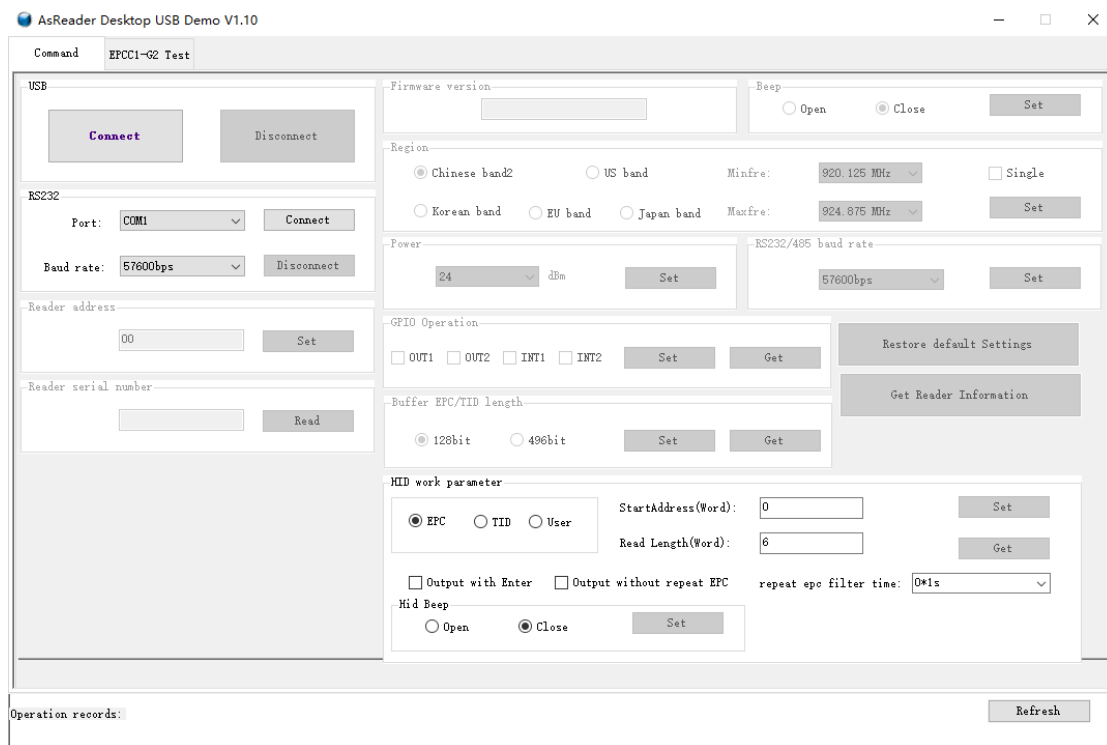 AsReader Desktop USB Demo V1.10
Command EPCC1-G2 Test
USB
Connect Disconnect
RS232
Port: COM1 Connect
Baud rate: 57600bps Disconnect
Reader address
00 Set
Reader serial number
Read
Firmware version
Beep
Open Close Set
Region
Chinese band2 US band Minfre: 920.125 MHz Single
Korean band EU band Japan band Maxfre: 924.875 MHz Set
Power
24 dBm Set
RS232/485 baud rate
57600bps Set
GPIO Operation
OUT1 OUT2 INT1 INT2 Set Get
Restore default Settings
Get Reader Information
Buffer EPC/TID length
128bit 496bit Set Get
HID work parameter
EPC TID User
StartAddress(Word): 0 Set
Read Length(Word): 6 Get
Output with Enter Output without repeat EPC repeat epc filter time: 0*1s
Hid Beep
Open Close Set
Operation records:
Refresh